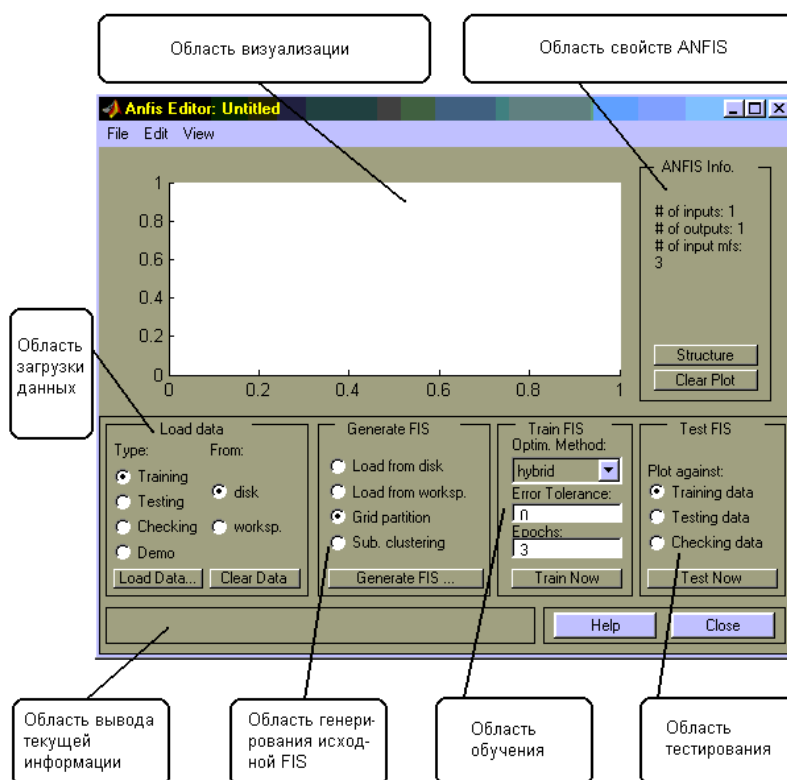 Область визуализации
Область свойств ANFIS
Anfis Editor: Untitled
File Edit View
ANFIS Info.
# of inputs: 1
# of outputs: 1
# of input mfs:
3
Structure
Clear Plot
1
0.8
0.6
0.4
0.2
0
0 0.2 0.4 0.6 0.8 1
Область
загрузки
данных
Load data
Type: From:
Training
Testing
Checking
Demo
disk
worksp.
Load Data... Clear Data
Generate FIS
Load from disk
Load from worksp.
Grid partition
Sub. clustering
Generate FIS ...
Train FIS
Optim. Method:
hybrid
Error Tolerance:
0
Epochs:
3
Train Now
Test FIS
Plot against:
Training data
Testing data
Checking data
Test Now
Help Close
Область вывода
текущей
информации
Область генери-
рования исход-
ной FIS
Область
обучения
Область
тестирования